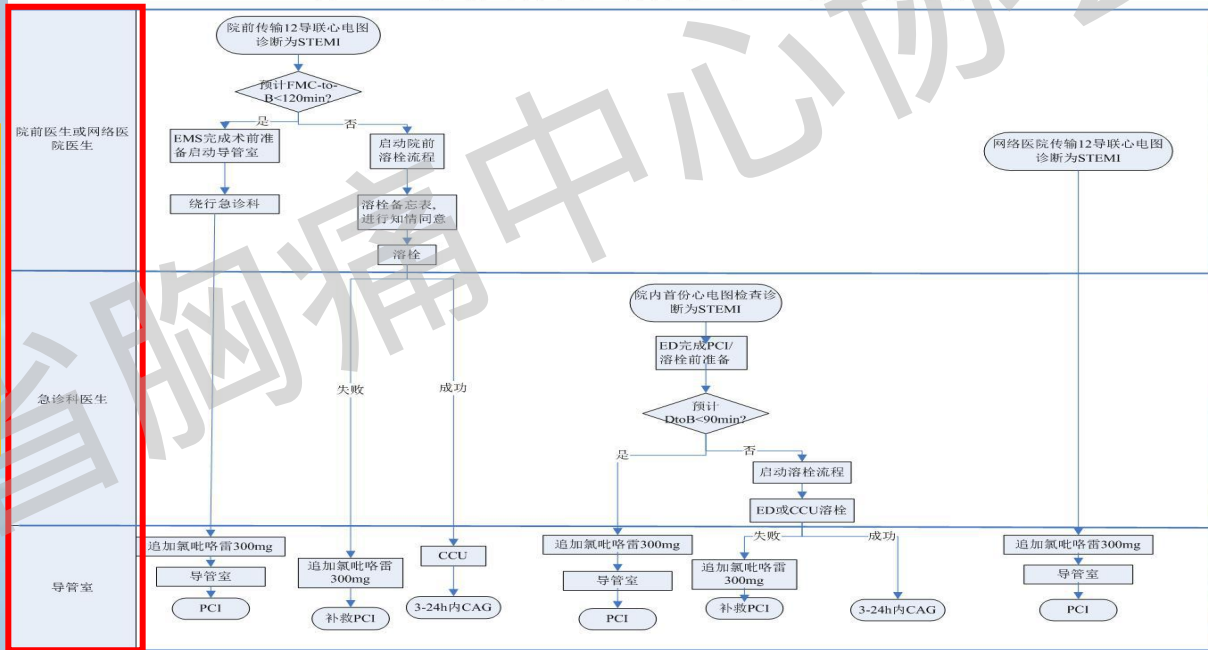 院前医生或网络医
院医生
院前传输12导联心电图
诊断为STEMI
预计FMC-to-
B<120min?
是
否
EMS完成术前准
备启动导管室
绕行急诊科
启动院前
溶栓流程
溶栓备忘表,
进行知情同意
溶栓
网络医院传输12导联心电图
诊断为STEMI
急诊科医生
失败
成功
院内首份心电图检查诊
断为STEMI
ED完成PCI/
溶栓前准备
预计
DtoB<90min?
是
否
启动溶栓流程
ED或CCU溶栓
导管室
追加氯吡咯雷300mg
导管室
PCI
追加氯吡咯雷
300mg
补救PCI
CCU
3-24h内CAG
追加氯吡咯雷300mg
导管室
PCI
失败
成功
追加氯吡咯雷
300mg
补救PCI
3-24h内CAG
追加氯吡咯雷300mg
导管室
PCI
省胸痛中心协